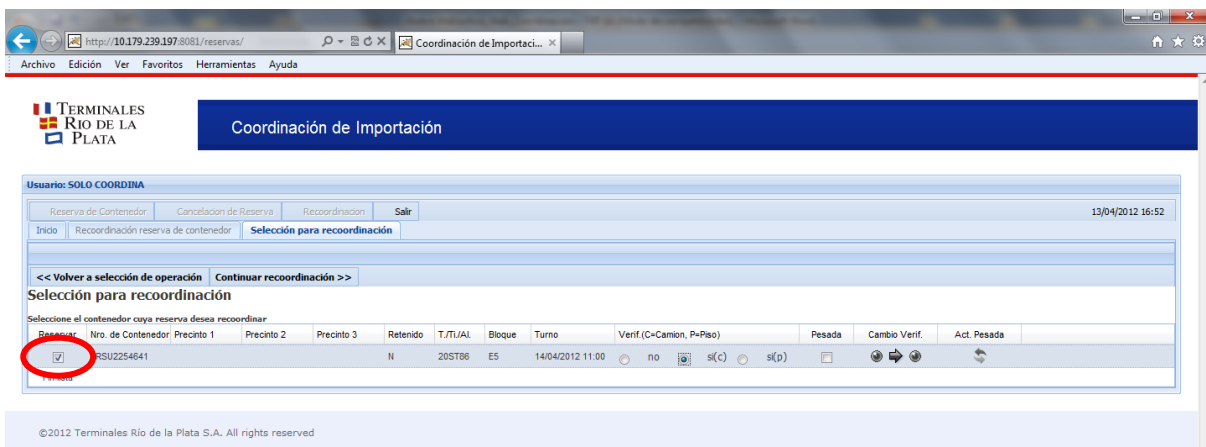 http://10.179.239.197:8081/reservas/
Coordinación de Importaci...
Archivo Edición Ver Favoritos Herramientas Ayuda
TERMINALES
RIO DE LA
PLATA
Coordinación de Importación
Usuario: SOLO COORDINA
Reserva de Contenedor Cancelacion de Reserva Recoordinacion Salir 13/04/2012 16:52
Inicio Recoordinación reserva de contenedor Selección para recoordinación
<< Volver a selección de operación Continuar recoordinación >>
Selección para recoordinación
Seleccione el contenedor cuya reserva desea recoordinar
Reservar Nro. de Contenedor Precinto 1 Precinto 2 Precinto 3 Retenido T./Ti./Al. Bloque Turno Verif.(C=Camion, P=Piso) Pesada Cambio Verif. Act. Pesada
RSU2254641 N 20ST86 E5 14/04/2012 11:00 no si(c) si(p)
©2012 Terminales Río de la Plata S.A. All rights reserved